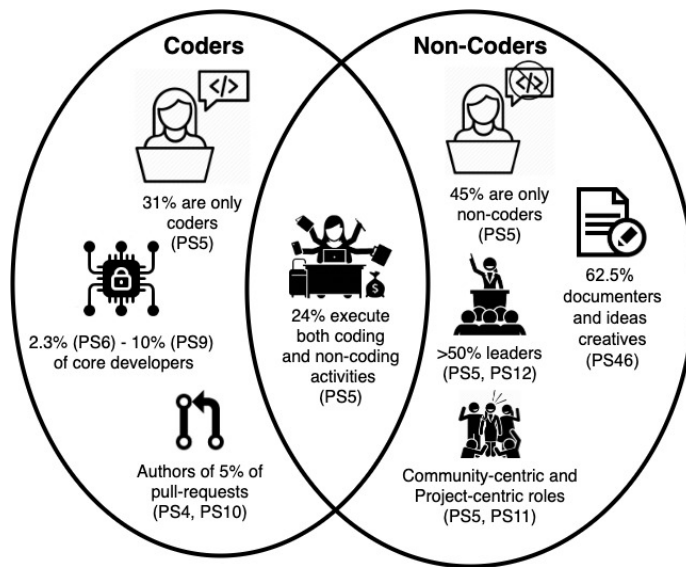 Coders
</>
31% are only
coders
(PS5)
2.3% (PS6) - 10% (PS9)
of core developers
Authors of 5% of
pull-requests
(PS4, PS10)
$
24% execute
both coding
and non-coding
activities
(PS5)
Non-Coders
</>
45% are only
non-coders
(PS5)
62.5%
documenters
and ideas
creatives
(PS46)
>50% leaders
(PS5, PS12)
Community-centric and
Project-centric roles
(PS5, PS11)